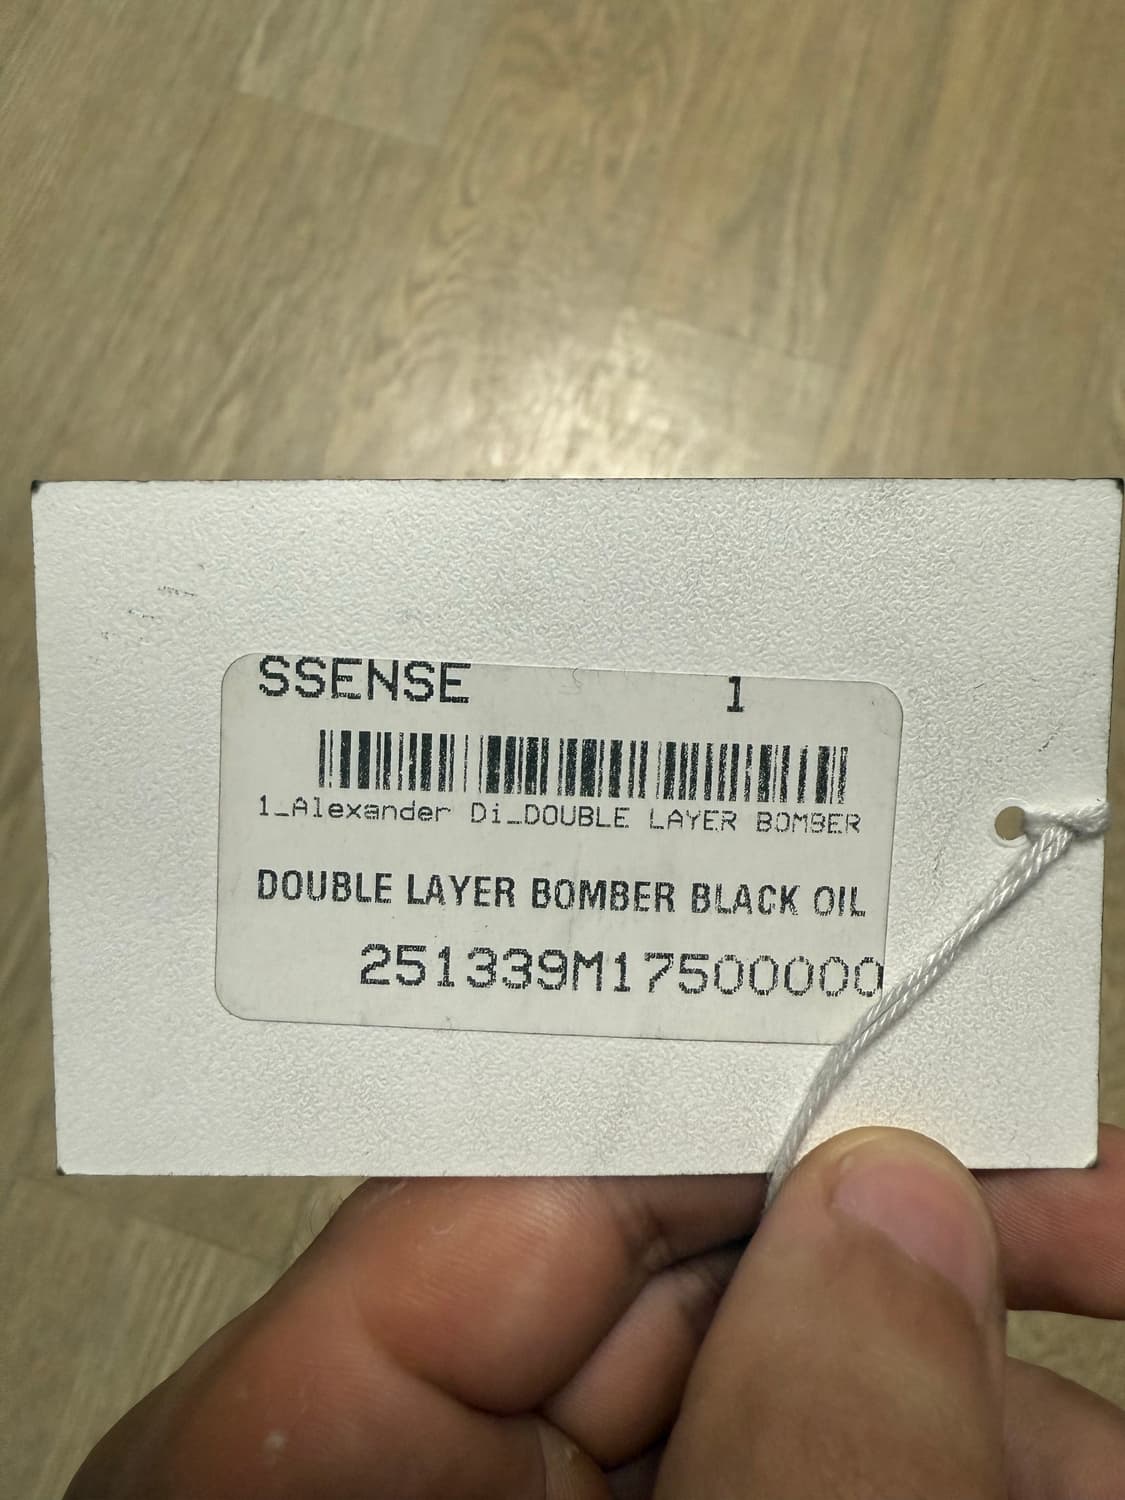 SSENSE 1
1_Alexander Di_DOUBLE LAYER BOMBER
DOUBLE LAYER BOMBER BLACK OIL
251339M17500000